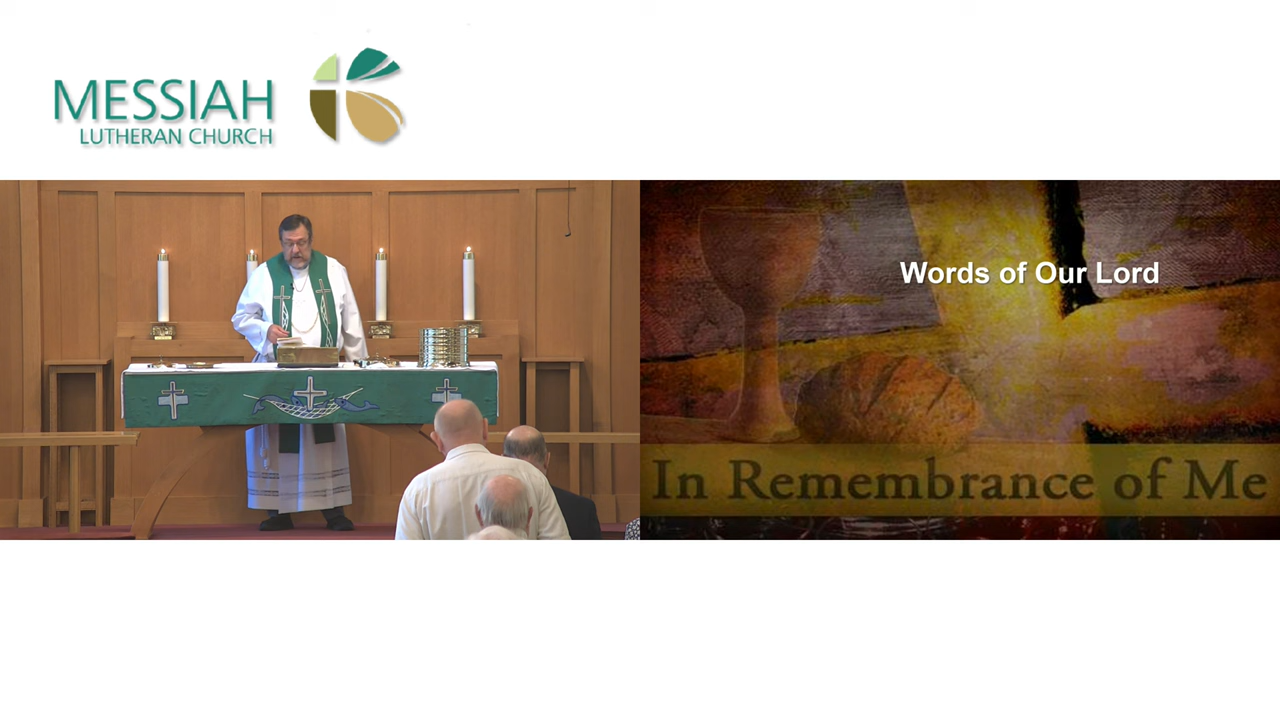 MESSIAH
LUTHERAN CHURCH
Words of Our Lord
In Remembrance of Me